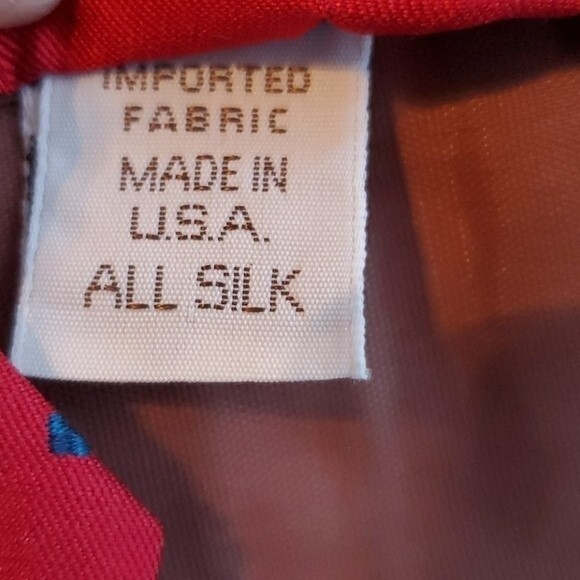 IMPORTED
FABRIC
MADE IN
U.S.A.
ALL SILK